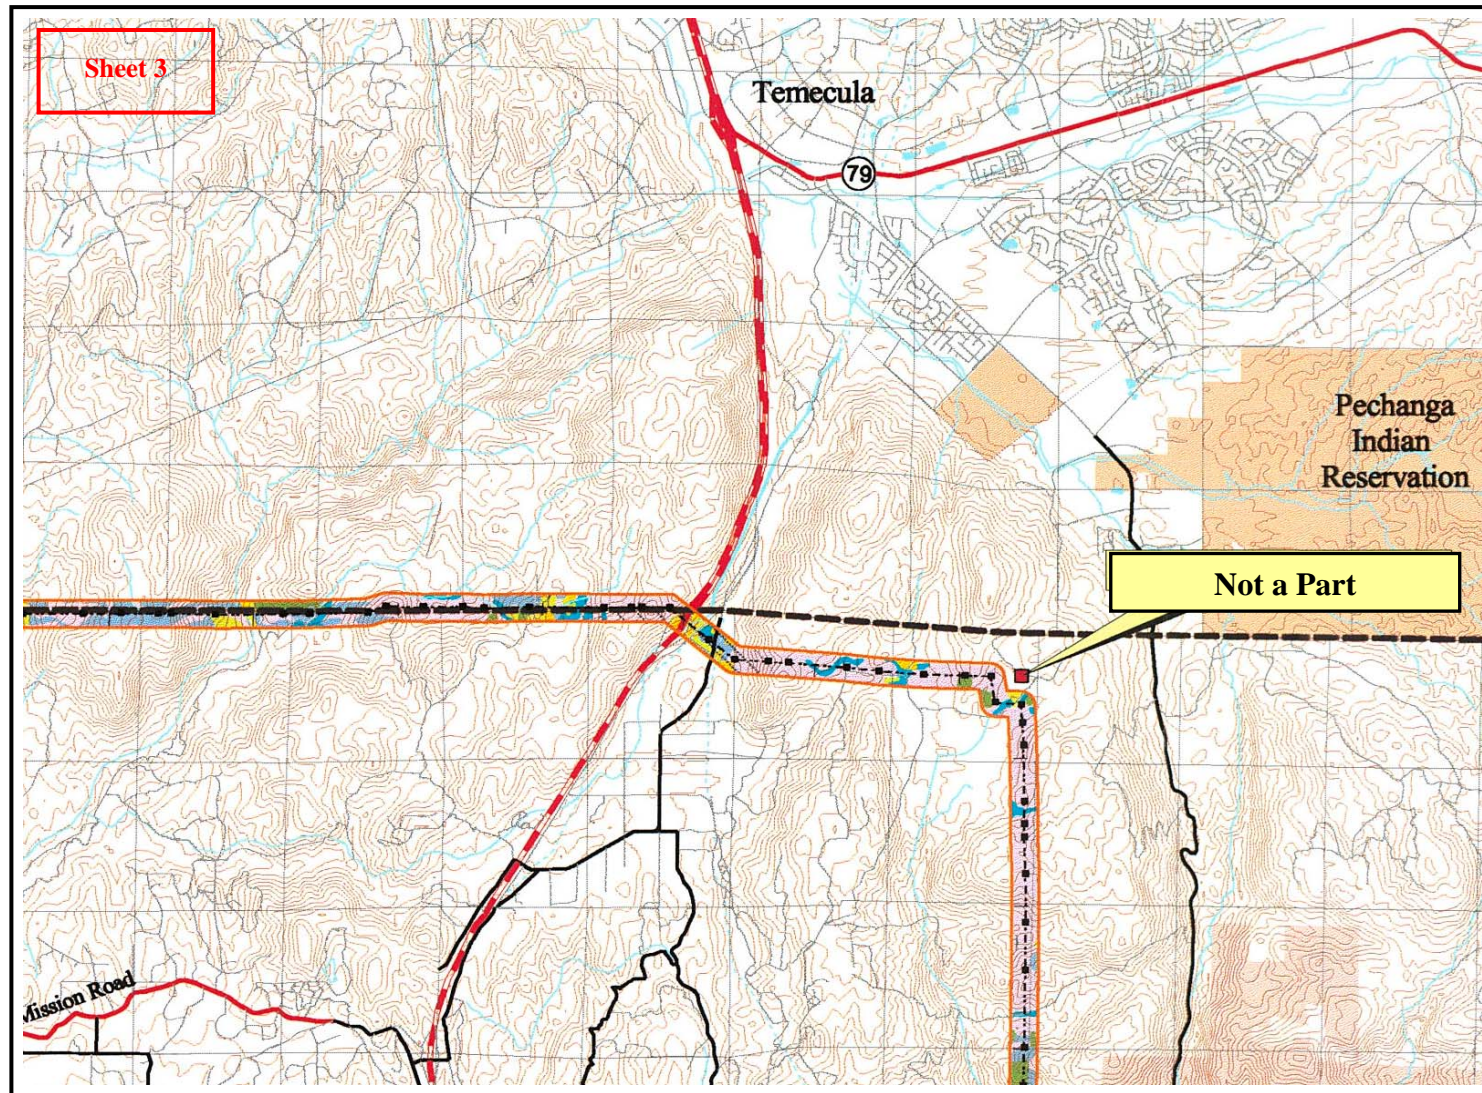 Sheet 3
Temecula
79
Pechanga
Indian
Reservation
Not a Part
Mission Road